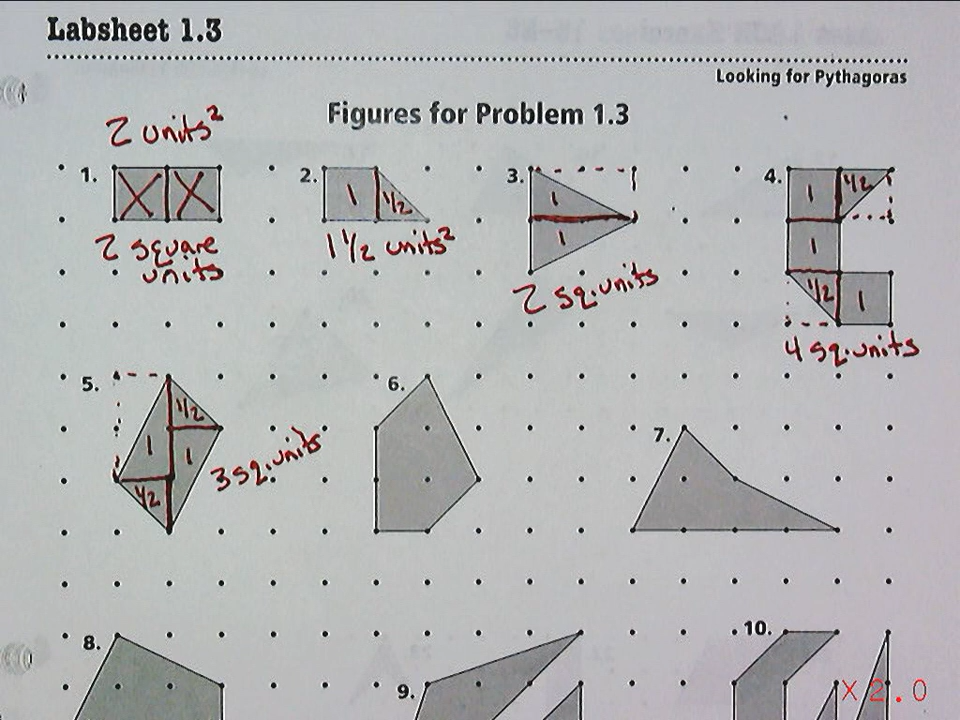 Labsheet 1.3
Looking for Pythagoras
Figures for Problem 1.3
2 units²
1.
2 square
units
2.
1 1/2
1 1/2 units²
3.
1
1
2 sq. units
4.
1 1/2
1
1/2 1
4 sq. units
5.
1/2
1 1
1/2
3 sq. units
6.
7.
8.
9.
10.
X2.0